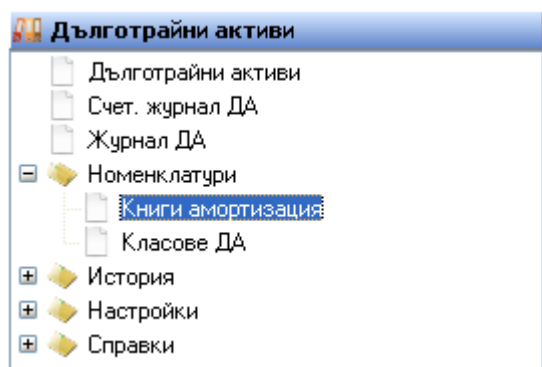 Дълготрайни активи
Дълготрайни активи
Счет. журнал ДА
Журнал ДА
Номенклатури
Книги амортизация
Класове ДА
История
Настройки
Справки